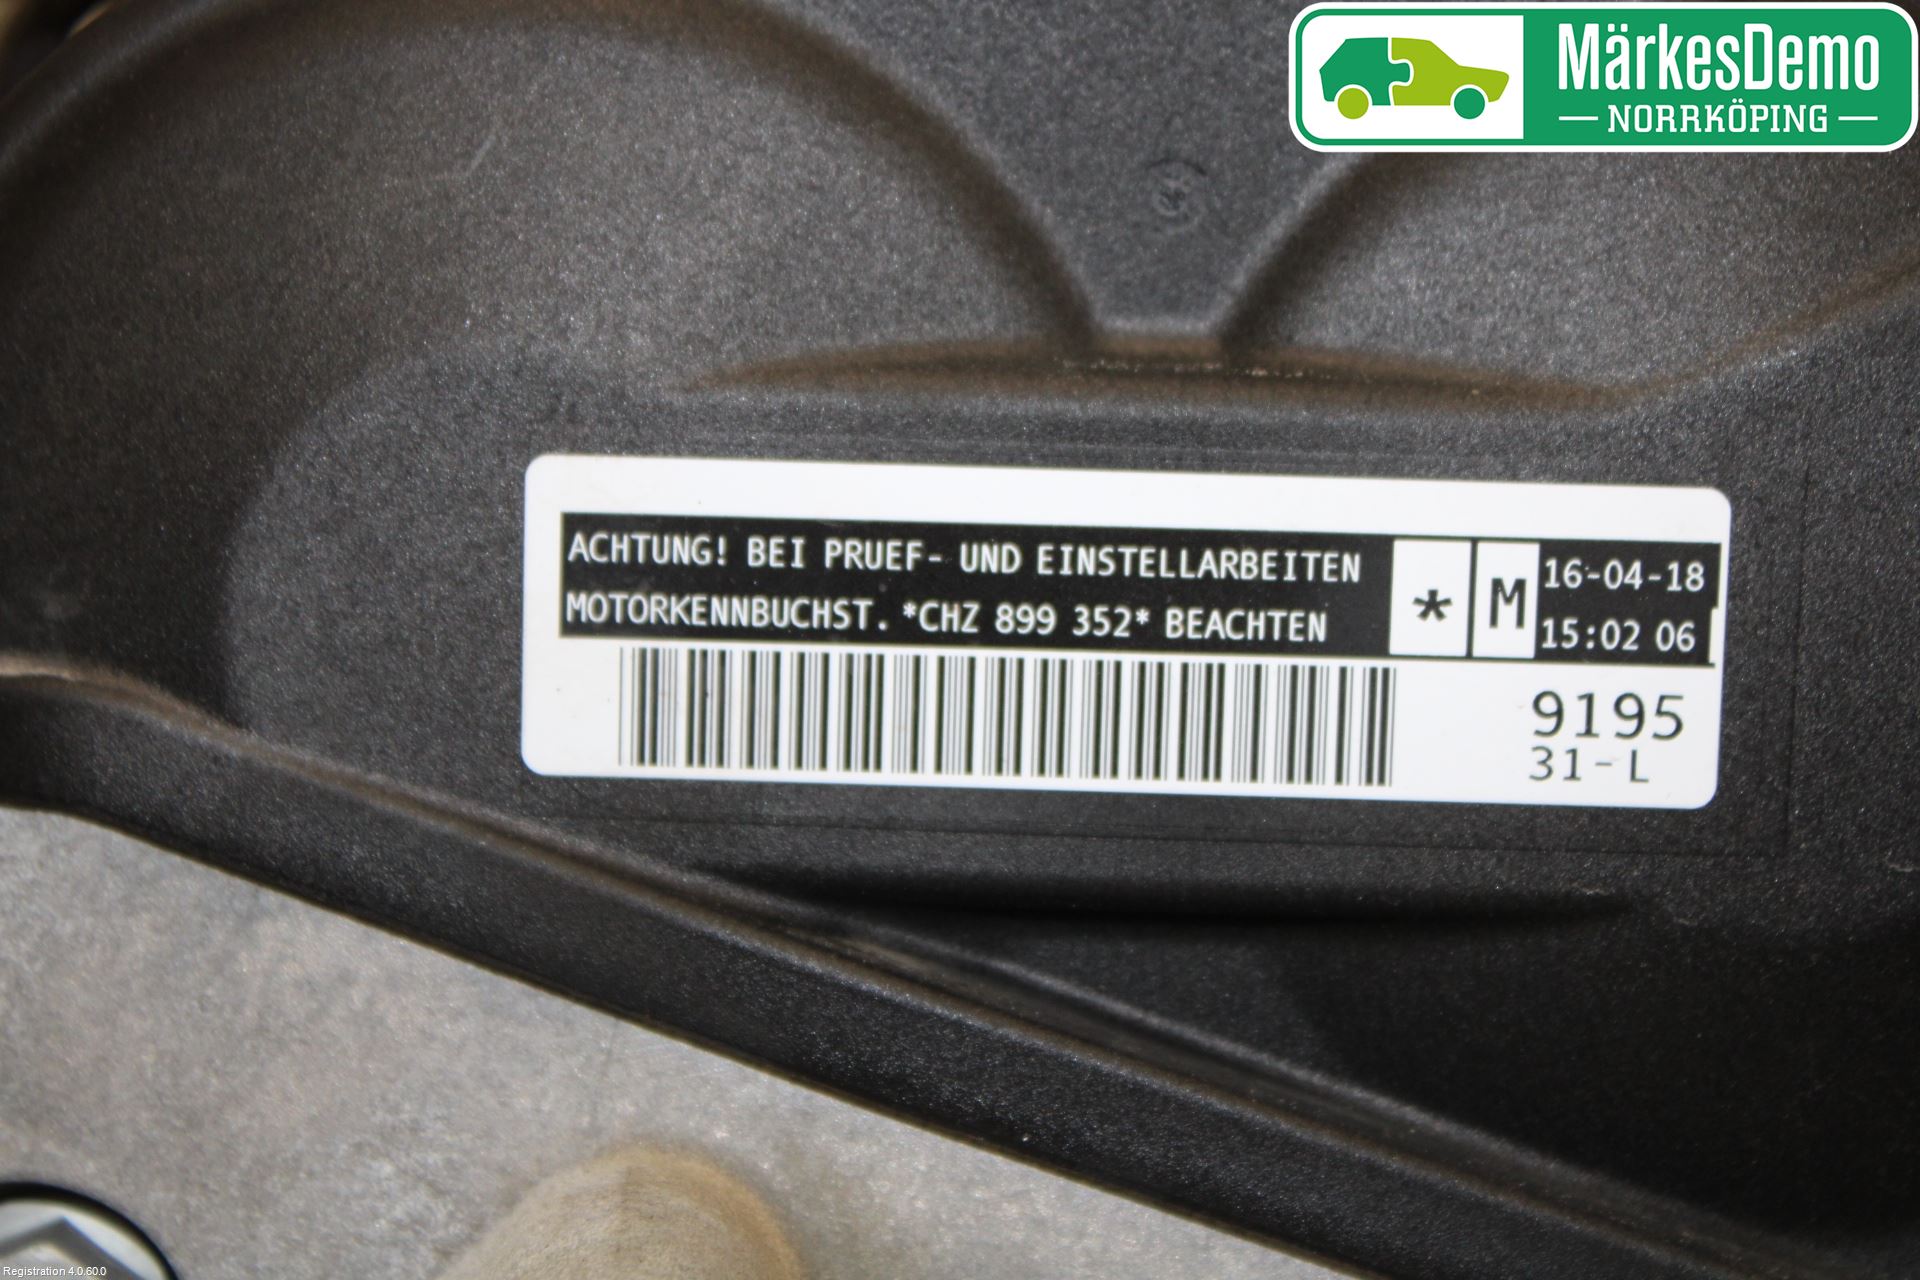 MärkesDemo
NORRKÖPING
ACHTUNG! BEI PRUEF- UND EINSTELLARBEITEN
MOTORKENNBUCHST. *CHZ 899 352* BEACHTEN
* M
16-04-18
15:02 06
9195
31-L
Registration 4.0.60.0